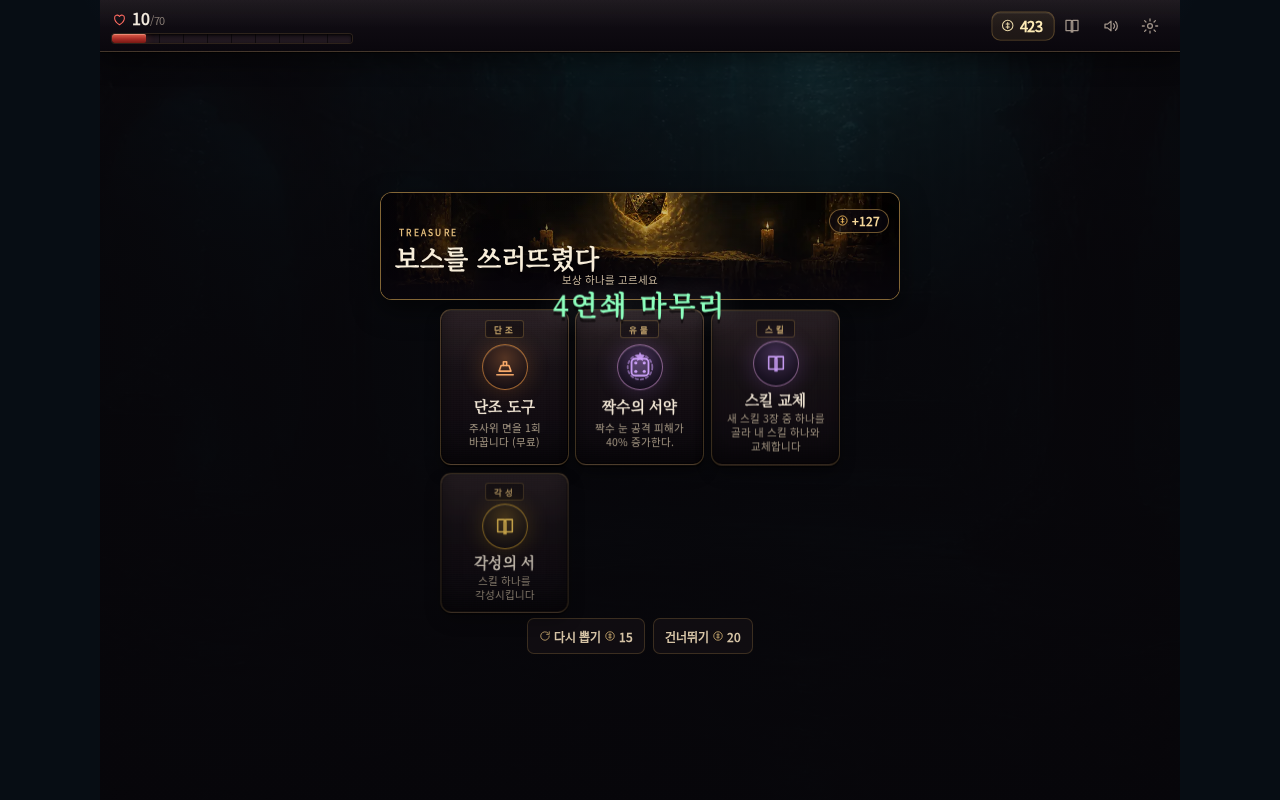 10/70
423
TREASURE
+127
보스를 쓰러뜨렸다
보상 하나를 고르세요
4연쇄 마무리
단조
단조 도구
주사위 면을 1회
바꿉니다 (무료)
유물
짝수의 서약
짝수 눈 공격 피해가
40% 증가한다.
스킬
스킬 교체
새 스킬 3장 중 하나를
골라 내 스킬 하나와
교체합니다
각성
각성의 서
스킬 하나를
각성시킵니다
다시 뽑기 15
건너뛰기 20